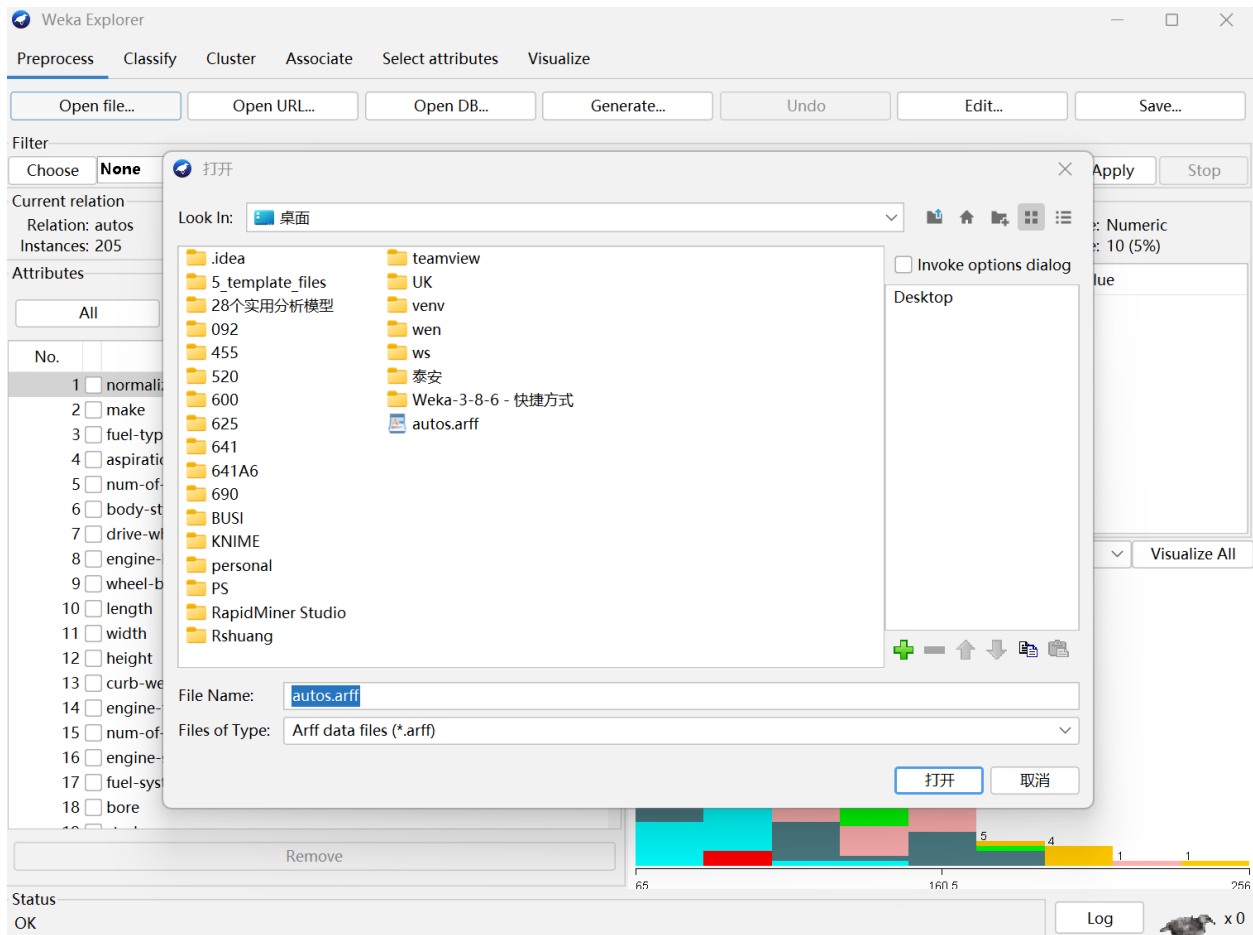 Weka Explorer
Preprocess Classify Cluster Associate Select attributes Visualize
Open file... Open URL... Open DB... Generate... Undo Edit... Save...
Filter
Choose None Apply Stop
Current relation
Relation: autos
Instances: 205
Attributes
All
No.
1 normaliz
2 make
3 fuel-typ
4 aspiratio
5 num-of-
6 body-st
7 drive-wh
8 engine-
9 wheel-b
10 length
11 width
12 height
13 curb-we
14 engine-
15 num-of-
16 engine-
17 fuel-syst
18 bore
Remove
打开
Look In: 桌面
.idea
5_template_files
28个实用分析模型
092
455
520
600
625
641
641A6
690
BUSI
KNIME
personal
PS
RapidMiner Studio
Rshuang
teamview
UK
venv
wen
ws
泰安
Weka-3-8-6 - 快捷方式
autos.arff
Invoke options dialog
Desktop
File Name: autos.arff
Files of Type: Arff data files (*.arff)
打开 取消
: Numeric
: 10 (5%)
lue
Visualize All
5 4 1 1
65 160.5 256
Status
OK
Log x 0